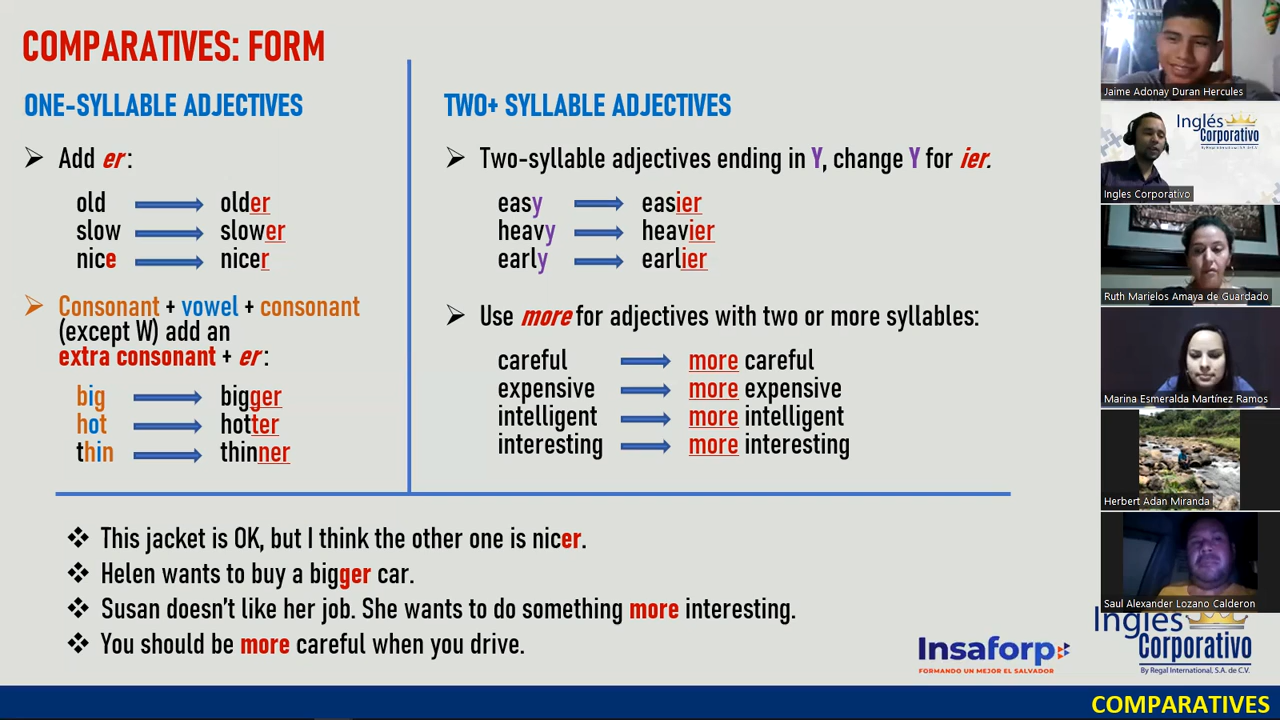 COMPARATIVES: FORM
ONE-SYLLABLE ADJECTIVES
Add er:
old older
slow slower
nice nicer
Consonant + vowel + consonant
(except W) add an
extra consonant + er:
big bigger
hot hotter
thin thinner
TWO+ SYLLABLE ADJECTIVES
Two-syllable adjectives ending in Y, change Y for ier.
easy easier
heavy heavier
early earlier
Use more for adjectives with two or more syllables:
careful more careful
expensive more expensive
intelligent more intelligent
interesting more interesting
This jacket is OK, but I think the other one is nicer.
Helen wants to buy a bigger car.
Susan doesn't like her job. She wants to do something more interesting.
You should be more careful when you drive.
Insaforp
FORMANDO UN MEJOR EL SALVADOR
Inglés
Corporativo
By Regal International, S.A. de C.V.
COMPARATIVES
Jaime Adonay Duran Hercules
Inglés
Corporativo
By Regal International, S.A. de C.V.
Ingles Corporativo
Ruth Marielos Amaya de Guardado
Marina Esmeralda Martínez Ramos
Herbert Adan Miranda
Saul Alexander Lozano Calderon